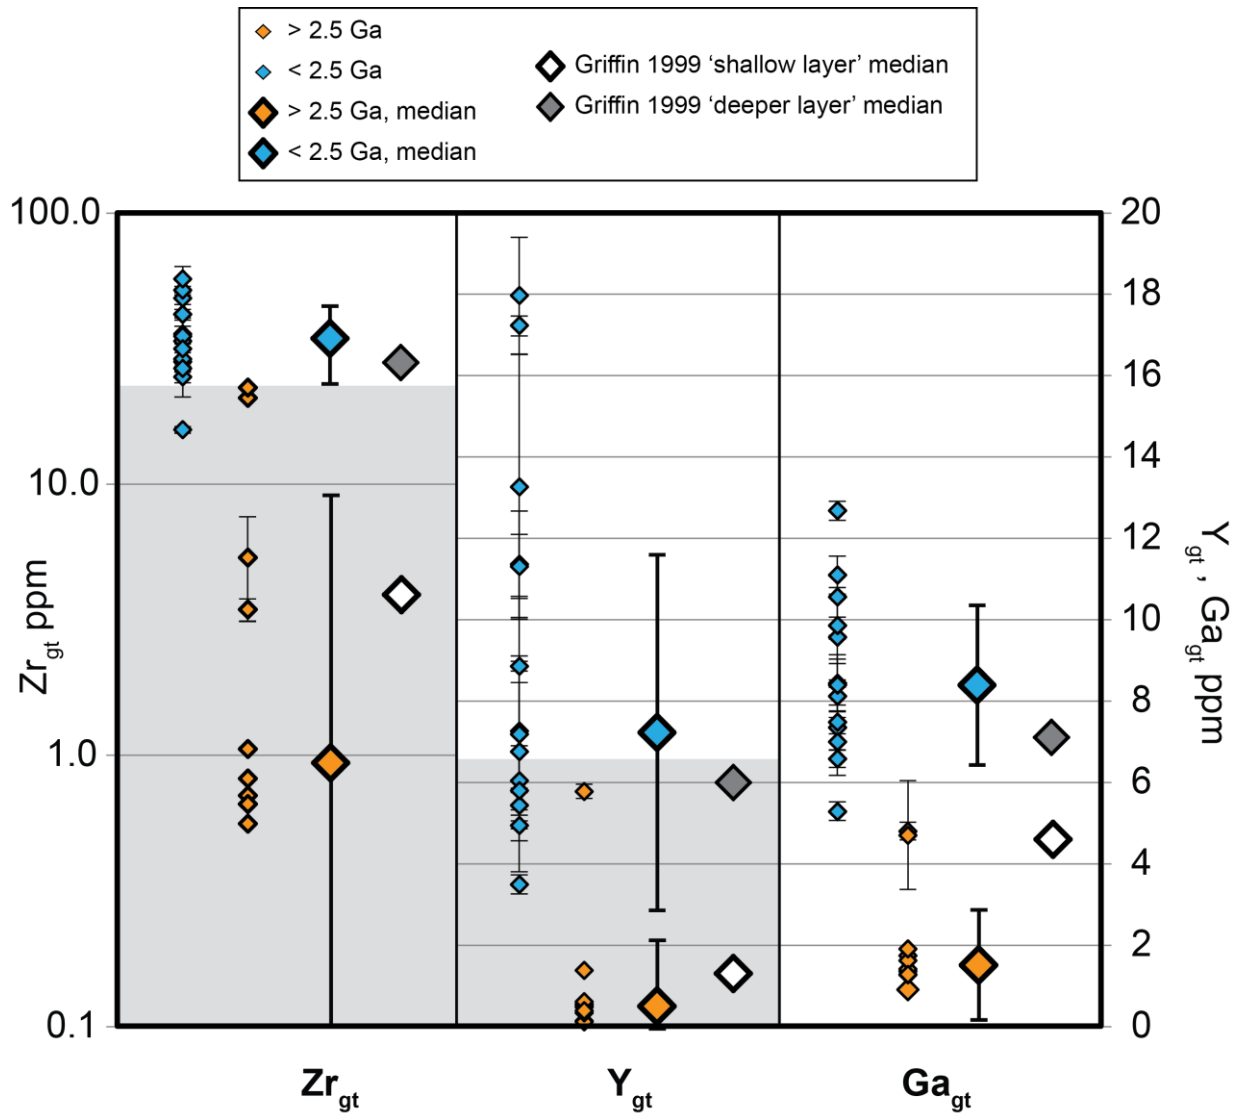 > 2.5 Ga
< 2.5 Ga
> 2.5 Ga, median
< 2.5 Ga, median
Griffin 1999 ‘shallow layer’ median
Griffin 1999 ‘deeper layer’ median
100.0
10.0
1.0
0.1
Zrgt ppm
20
18
16
14
12
10
8
6
4
2
0
Ygt , Gagt, ppm
Zrgt
Ygt
Gagt